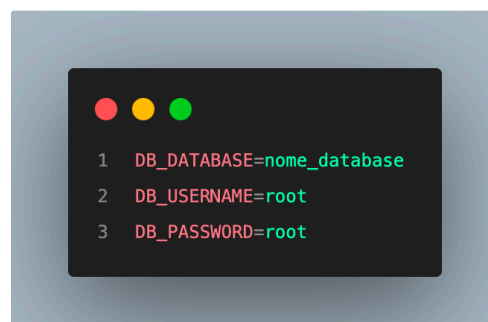 1 DB_DATABASE=nome_database
2 DB_USERNAME=root
3 DB_PASSWORD=root